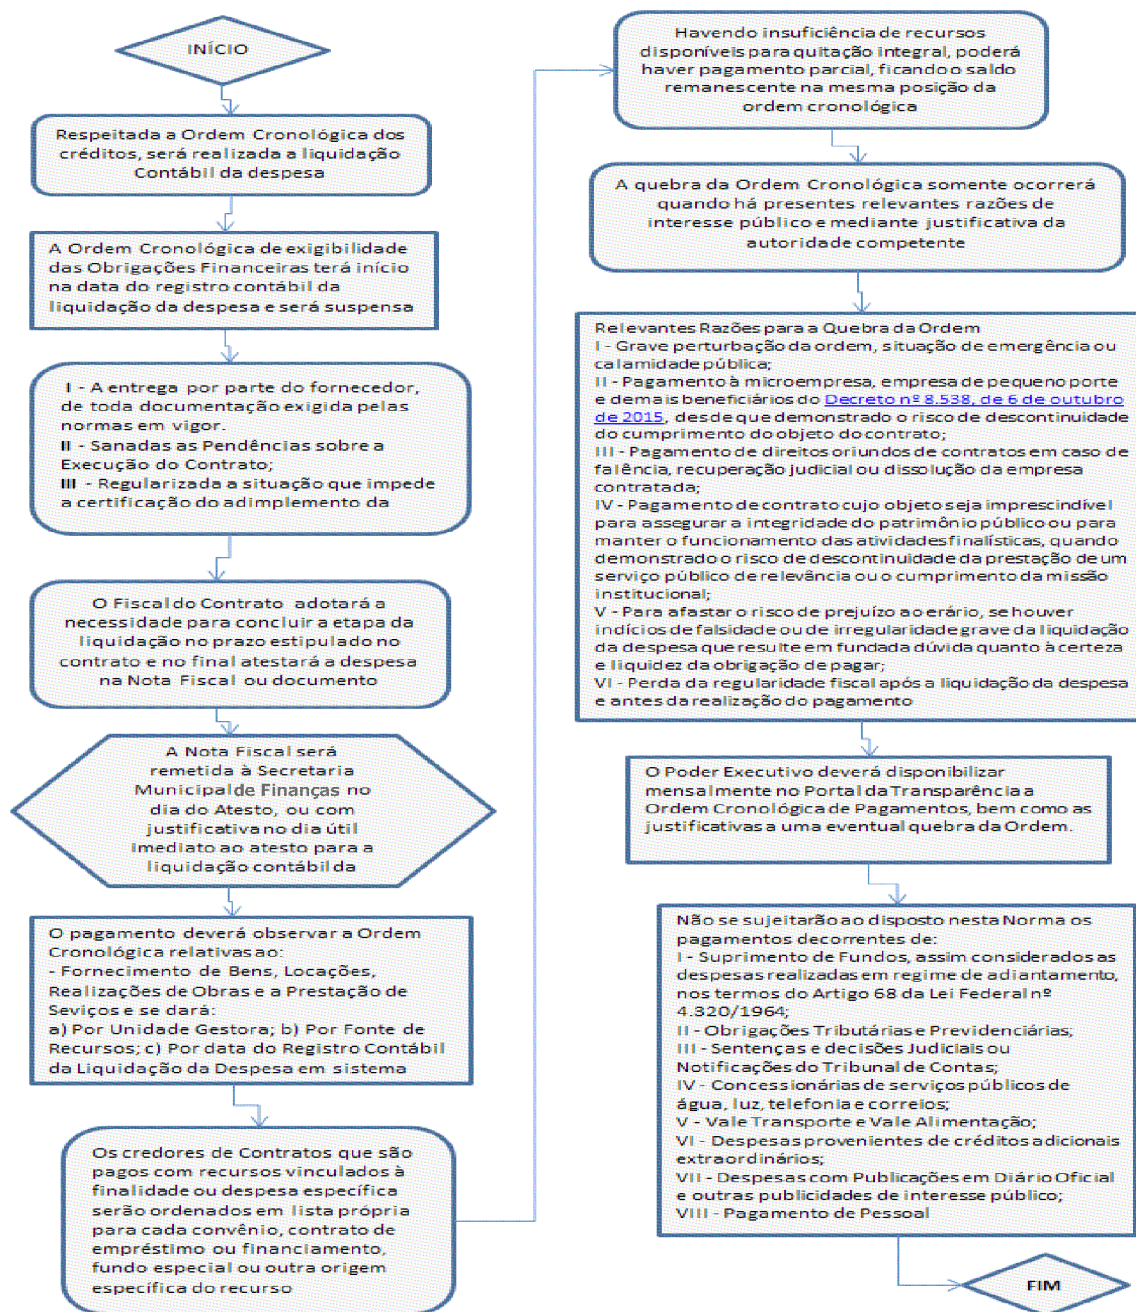 INÍCIO
Respeitada a Ordem Cronológica dos
créditos, será realizada a liquidação
Contábil da despesa
A Ordem Cronológica de exigibilidade
das Obrigações Financeiras terá início
na data do registro contábil da
liquidação da despesa e será suspensa
I - A entrega por parte do fornecedor,
de toda documentação exigida pelas
normas em vigor.
II - Sanadas as Pendências sobre a
Execução do Contrato;
III - Regularizada a situação que impede
a certificação do adimplemento da
O Fiscal do Contrato adotará a
necessidade para concluir a etapa da
liquidação no prazo estipulado no
contrato e no final atestará a despesa
na Nota Fiscal ou documento
A Nota Fiscal será
remetida à Secretaria
Municipal de Finanças no
dia do Atesto, ou com
justificativa no dia útil
imediato ao atesto para a
liquidação contábil da
O pagamento deverá observar a Ordem
Cronológica relativas ao:
- Fornecimento de Bens, Locações,
Realizações de Obras e a Prestação de
Seviços e se dará:
a) Por Unidade Gestora; b) Por Fonte de
Recursos; c) Por data do Registro Contábil
da Liquidação da Despesa em sistema
Os credores de Contratos que são
pagos com recursos vinculados à
finalidade ou despesa específica
serão ordenados em lista própria
para cada convênio, contrato de
empréstimo ou financiamento,
fundo especial ou outra origem
específica do recurso
Havendo insuficiência de recursos
disponíveis para quitação integral, poderá
haver pagamento parcial, ficando o saldo
remanescente na mesma posição da
ordem cronológica
A quebra da Ordem Cronológica somente ocorrerá
quando há presentes relevantes razões de
interesse público e mediante justificativa da
autoridade competente
Relevantes Razões para a Quebra da Ordem
I - Grave perturbação da ordem, situação de emergência ou
calamidade pública;
II - Pagamento à microempresa, empresa de pequeno porte
e demais beneficiários do Decreto nº 8.538, de 6 de outubro
de 2015, desde que demonstrado o risco de descontinuidade
do cumprimento do objeto do contrato;
III - Pagamento de direitos oriundos de contratos em caso de
falência, recuperação judicial ou dissolução da empresa
contratada;
IV - Pagamento de contrato cujo objeto seja imprescindível
para assegurar a integridade do patrimônio público ou para
manter o funcionamento das atividades finalísticas, quando
demonstrado o risco de descontinuidade da prestação de um
serviço público de relevância ou o cumprimento da missão
institucional;
V - Para afastar o risco de prejuízo ao erário, se houver
indícios de falsidade ou de irregularidade grave da liquidação
da despesa que resulte em fundada dúvida quanto à certeza
e liquidez da obrigação de pagar;
VI - Perda da regularidade fiscal após a liquidação da despesa
e antes da realização do pagamento
O Poder Executivo deverá disponibilizar
mensalmente no Portal da Transparência a
Ordem Cronológica de Pagamentos, bem como as
justificativas a uma eventual quebra da Ordem.
Não se sujeitarão ao disposto nesta Norma os
pagamentos decorrentes de:
I - Suprimento de Fundos, assim considerados as
despesas realizadas em regime de adiantamento,
nos termos do Artigo 68 da Lei Federal nº
4.320/1964;
II - Obrigações Tributárias e Previdenciárias;
III - Sentenças e decisões Judiciais ou
Notificações do Tribunal de Contas;
IV - Concessionárias de serviços públicos de
água, luz, telefonia e correios;
V - Vale Transporte e Vale Alimentação;
VI - Despesas provenientes de créditos adicionais
extraordinários;
VII - Despesas com Publicações em Diário Oficial
e outras publicidades de interesse público;
VIII - Pagamento de Pessoal
FIM